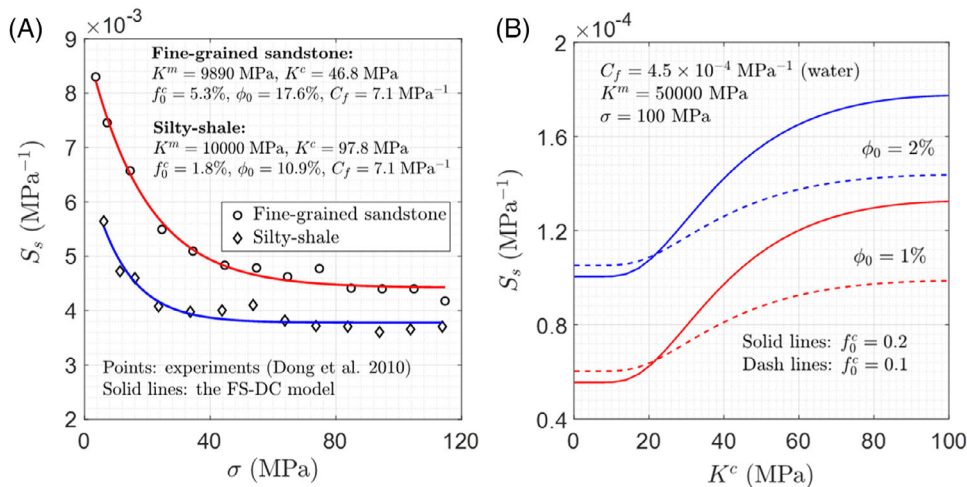 (A)
×10⁻³
9
8
7
6
5
4
3
2
S_s (MPa⁻¹)
Fine-grained sandstone:
K^m = 9890 MPa, K^c = 46.8 MPa
f_0^c = 5.3%, ϕ_0 = 17.6%, C_f = 7.1 MPa⁻¹
Silty-shale:
K^m = 10000 MPa, K^c = 97.8 MPa
f_0^c = 1.8%, ϕ_0 = 10.9%, C_f = 7.1 MPa⁻¹
Fine-grained sandstone
Silty-shale
Points: experiments (Dong et al. 2010)
Solid lines: the FS-DC model
0 40 80 120
σ (MPa)
(B)
×10⁻⁴
2
1.6
1.2
0.8
0.4
S_s (MPa⁻¹)
C_f = 4.5 × 10⁻⁴ MPa⁻¹ (water)
K^m = 50000 MPa
σ = 100 MPa
ϕ_0 = 2%
ϕ_0 = 1%
Solid lines: f_0^c = 0.2
Dash lines: f_0^c = 0.1
0 20 40 60 80 100
K^c (MPa)